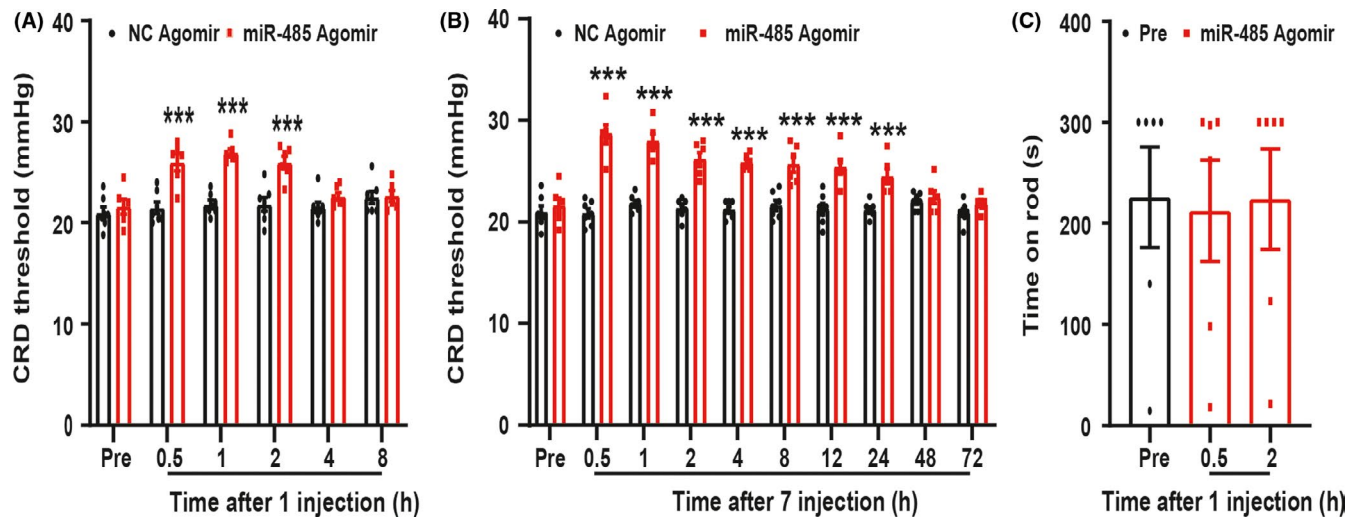 (A)
NC Agomir miR-485 Agomir
CRD threshold (mmHg)
40
30
20
10
0
*** *** ***
Pre 0.5 1 2 4 8
Time after 1 injection (h)
(B)
NC Agomir miR-485 Agomir
CRD threshold (mmHg)
40
30
20
10
0
*** *** *** *** *** *** ***
Pre 0.5 1 2 4 8 12 24 48 72
Time after 7 injection (h)
(C)
Pre miR-485 Agomir
Time on rod (s)
400
300
200
100
0
Pre 0.5 2
Time after 1 injection (h)